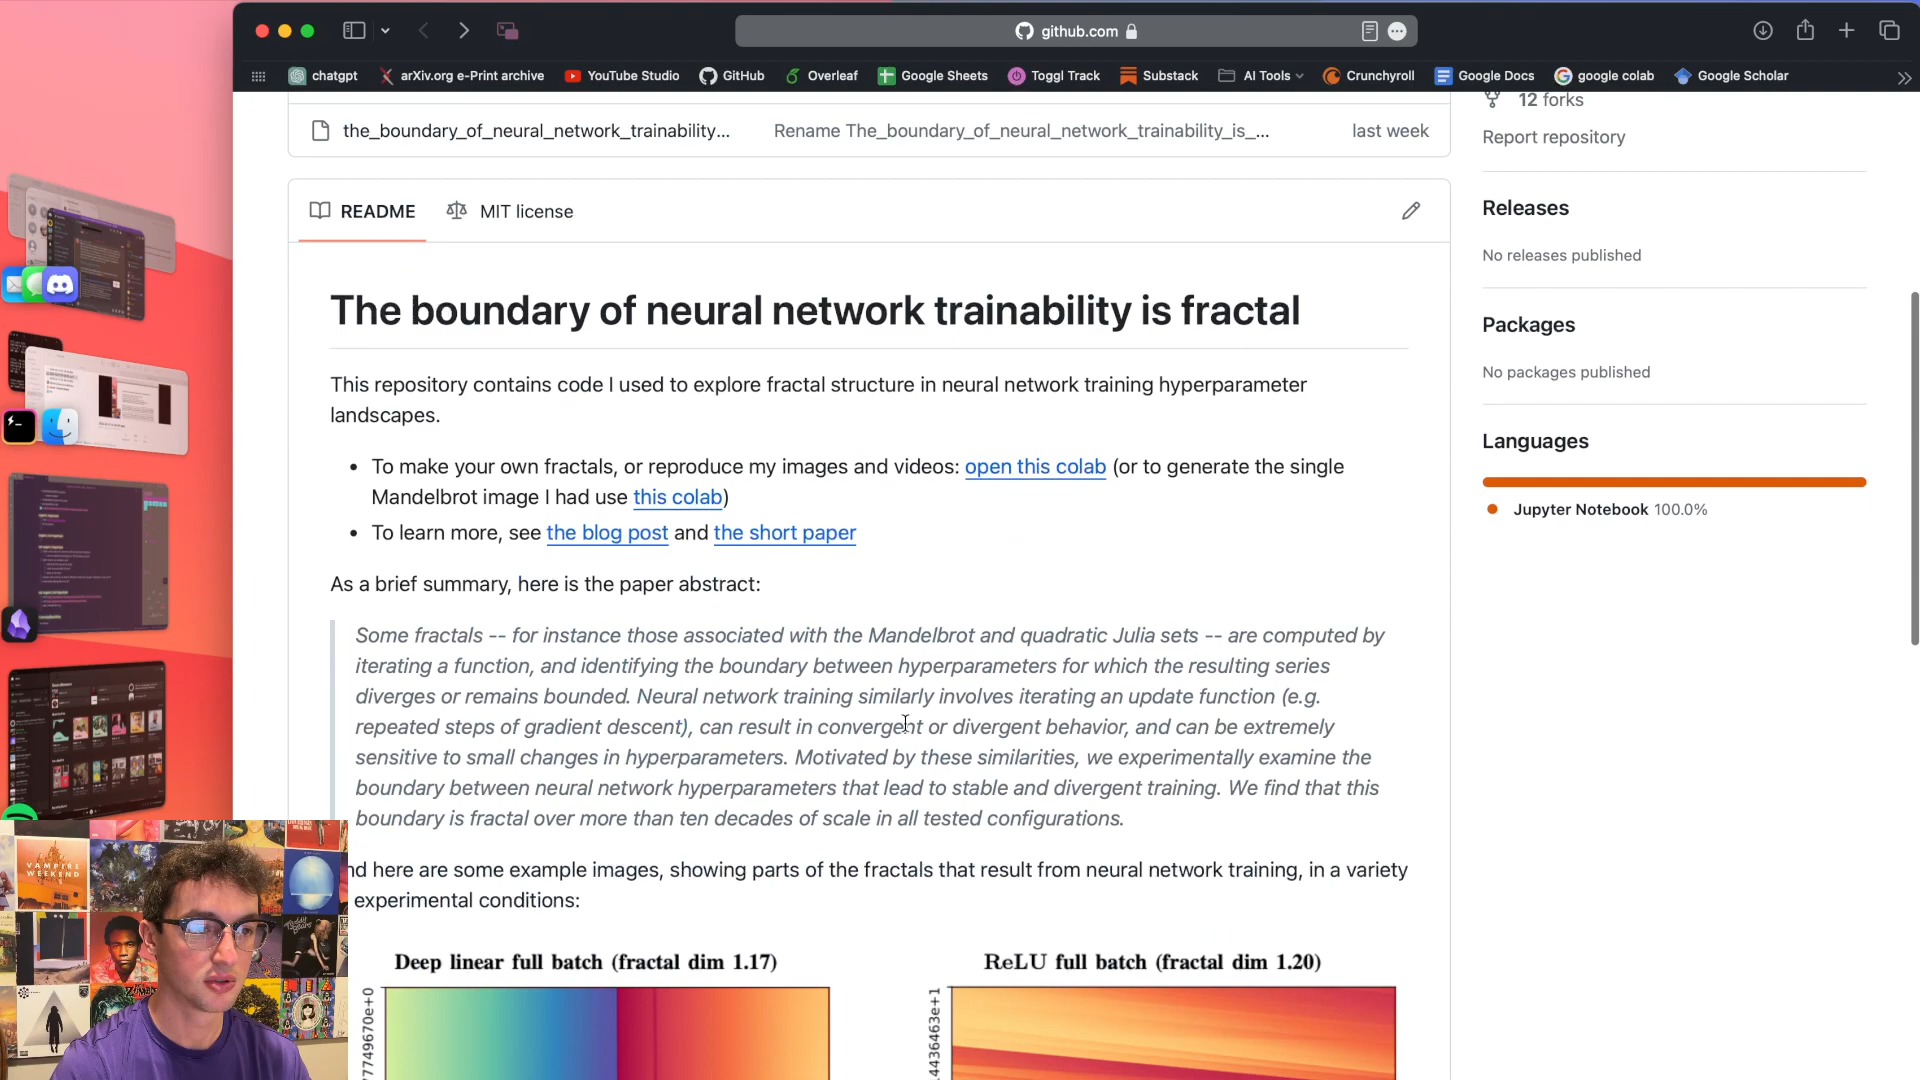 github.com
chatgpt
arXiv.org e-Print archive
YouTube Studio
GitHub
Overleaf
Google Sheets
Toggl Track
Substack
AI Tools
Crunchyroll
Google Docs
google colab
Google Scholar
the_boundary_of_neural_network_trainability...
Rename The_boundary_of_neural_network_trainability_is_...
last week
12 forks
Report repository
README
MIT license
Releases
No releases published
Packages
No packages published
Languages
Jupyter Notebook 100.0%
The boundary of neural network trainability is fractal
This repository contains code I used to explore fractal structure in neural network training hyperparameter
landscapes.
• To make your own fractals, or reproduce my images and videos: open this colab (or to generate the single
Mandelbrot image I had use this colab)
• To learn more, see the blog post and the short paper
As a brief summary, here is the paper abstract:
Some fractals -- for instance those associated with the Mandelbrot and quadratic Julia sets -- are computed by
iterating a function, and identifying the boundary between hyperparameters for which the resulting series
diverges or remains bounded. Neural network training similarly involves iterating an update function (e.g.
repeated steps of gradient descent), can result in convergent or divergent behavior, and can be extremely
sensitive to small changes in hyperparameters. Motivated by these similarities, we experimentally examine the
boundary between neural network hyperparameters that lead to stable and divergent training. We find that this
boundary is fractal over more than ten decades of scale in all tested configurations.
nd here are some example images, showing parts of the fractals that result from neural network training, in a variety
experimental conditions:
Deep linear full batch (fractal dim 1.17)
ReLU full batch (fractal dim 1.20)
77749670e+0
4436463e+1
VAMPIRE
WEEKEND